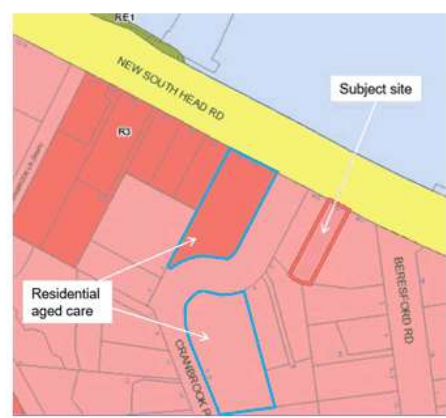 RE1
NEW SOUTH HEAD RD
Subject site
R3
Residential
aged care
BERESFORD RD
CRANBROOK